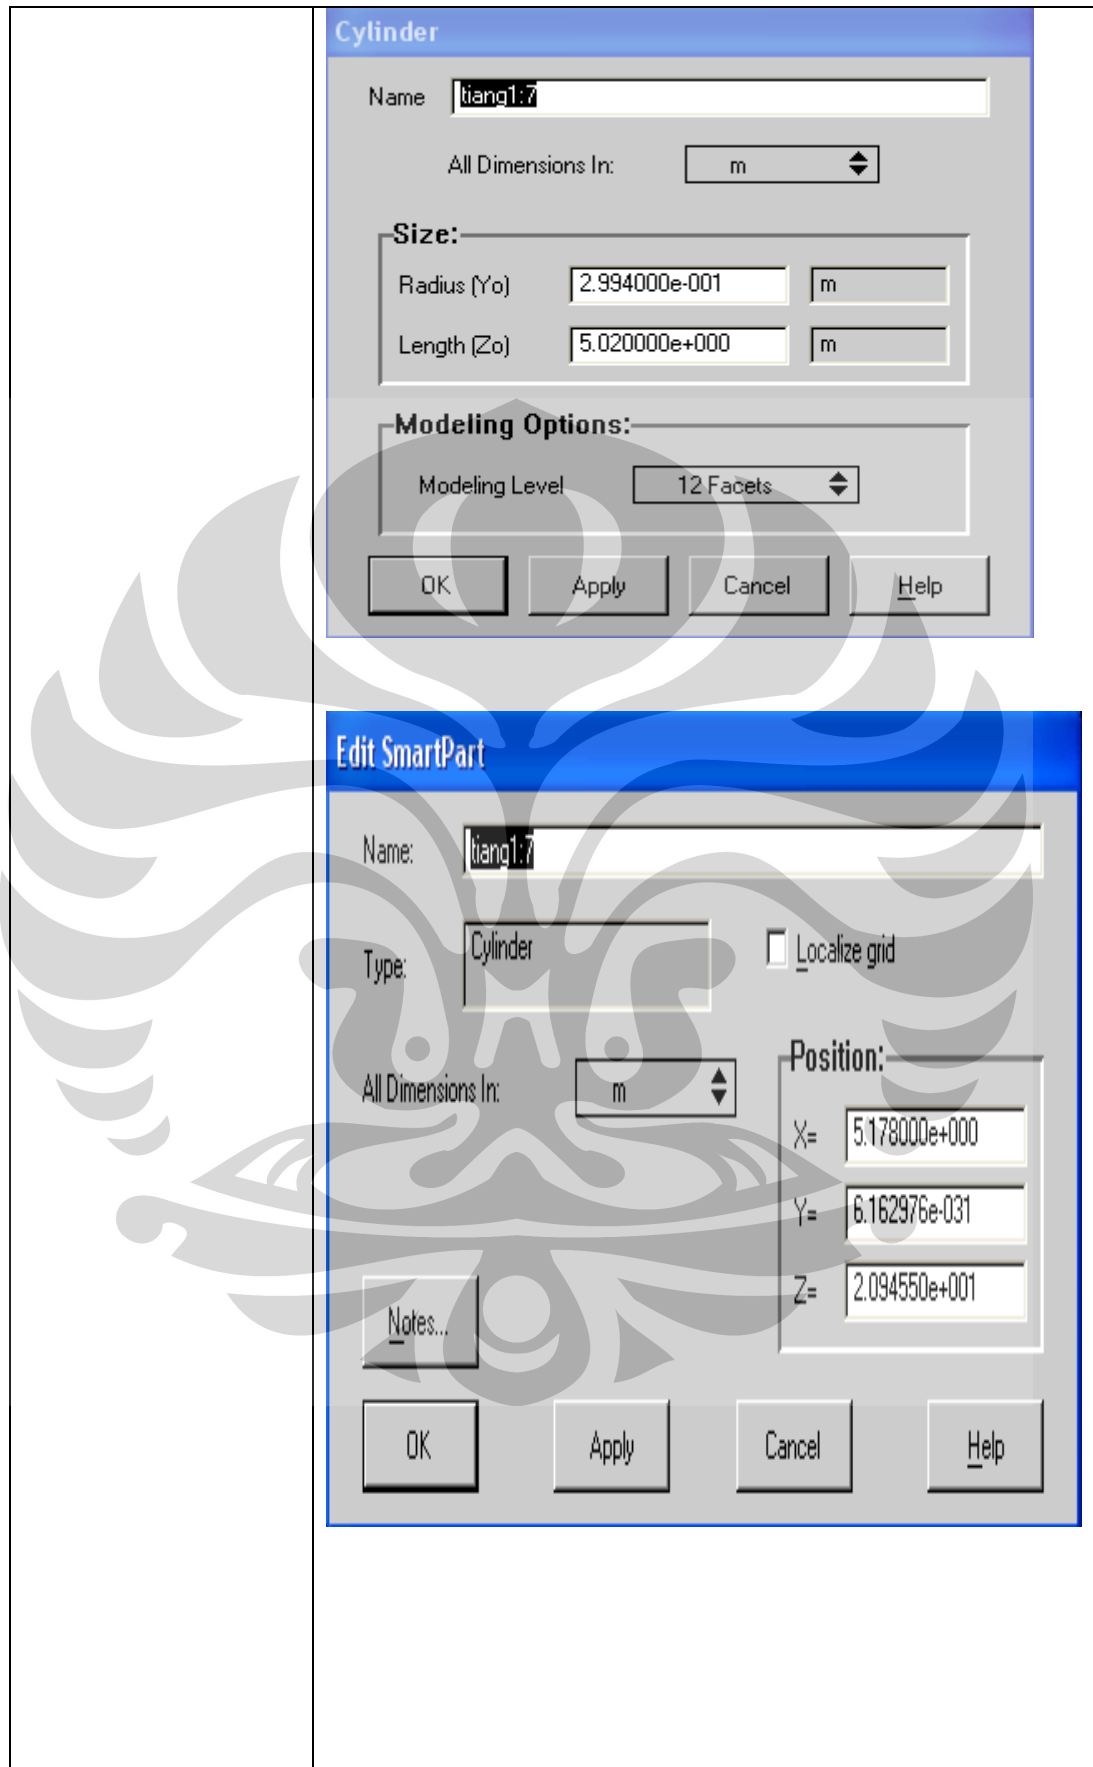 Cylinder
Name tiang1:7
All Dimensions In: m
Size:
Radius (Yo) 2.994000e-001 m
Length (Zo) 5.020000e+000 m
Modeling Options:
Modeling Level 12 Facets
OK Apply Cancel Help
Edit SmartPart
Name: tiang1:7
Type: Cylinder Localize grid
Position:
All Dimensions In: m
X= 5.178000e+000
Y= 6.162976e-031
Z= 2.094550e+001
Notes...
OK Apply Cancel Help